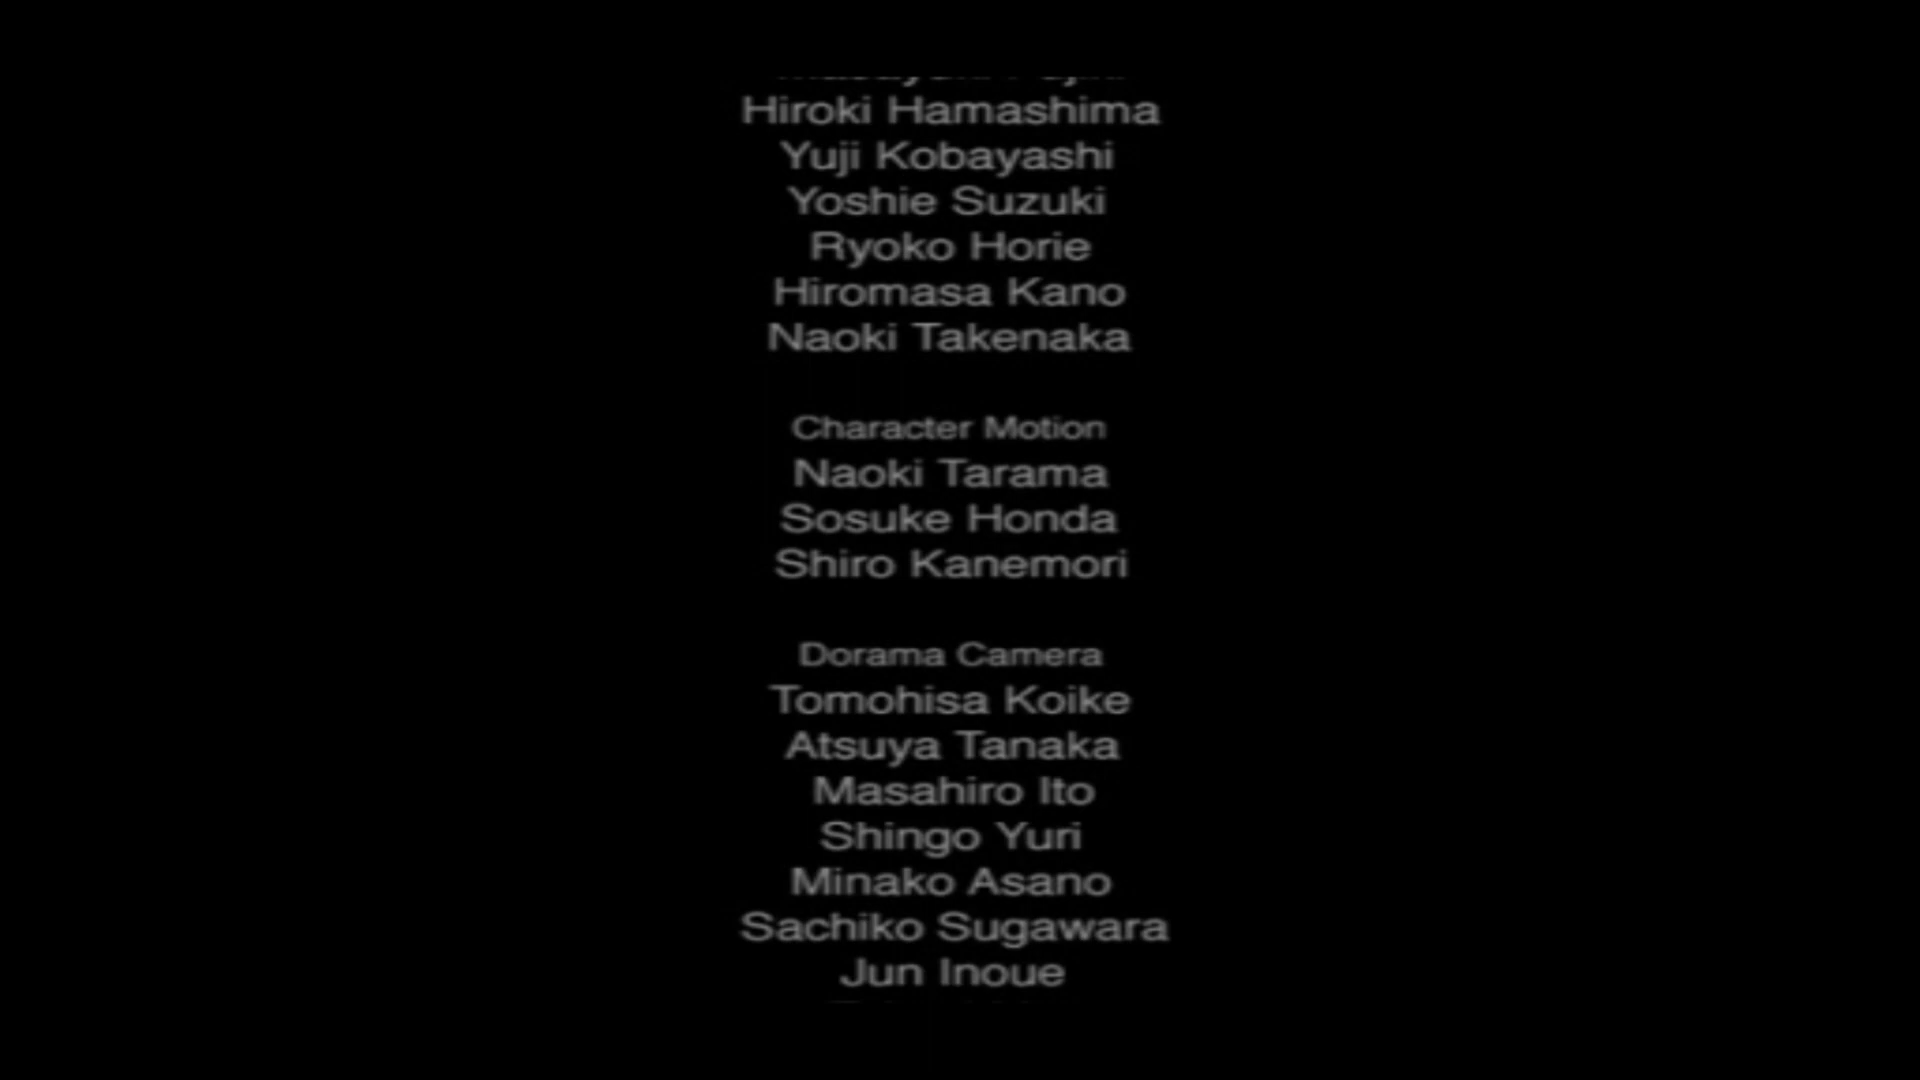 Hiroki Hamashima
Yuji Kobayashi
Yoshie Suzuki
Ryoko Horie
Hiromasa Kano
Naoki Takenaka
Character Motion
Naoki Tarama
Sosuke Honda
Shiro Kanemori
Dorama Camera
Tomohisa Koike
Atsuya Tanaka
Masahiro Ito
Shingo Yuri
Minako Asano
Sachiko Sugawara
Jun Inoue